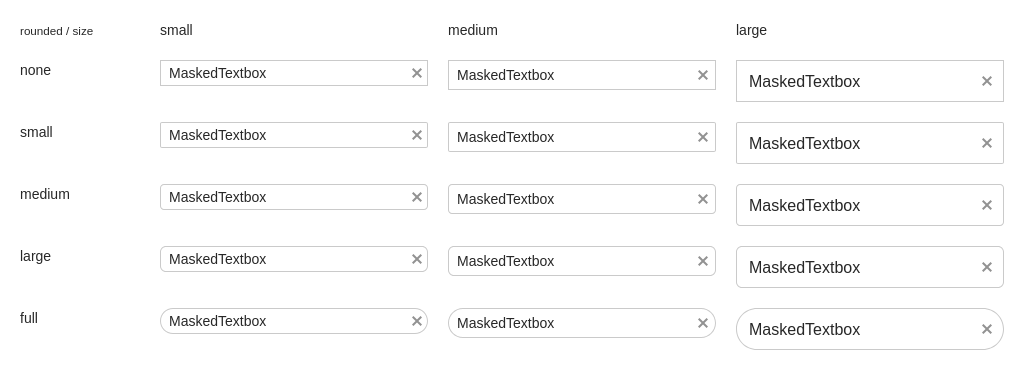 rounded / size small medium large
none MaskedTextbox MaskedTextbox MaskedTextbox
small MaskedTextbox MaskedTextbox MaskedTextbox
medium MaskedTextbox MaskedTextbox MaskedTextbox
large MaskedTextbox MaskedTextbox MaskedTextbox
full MaskedTextbox MaskedTextbox MaskedTextbox